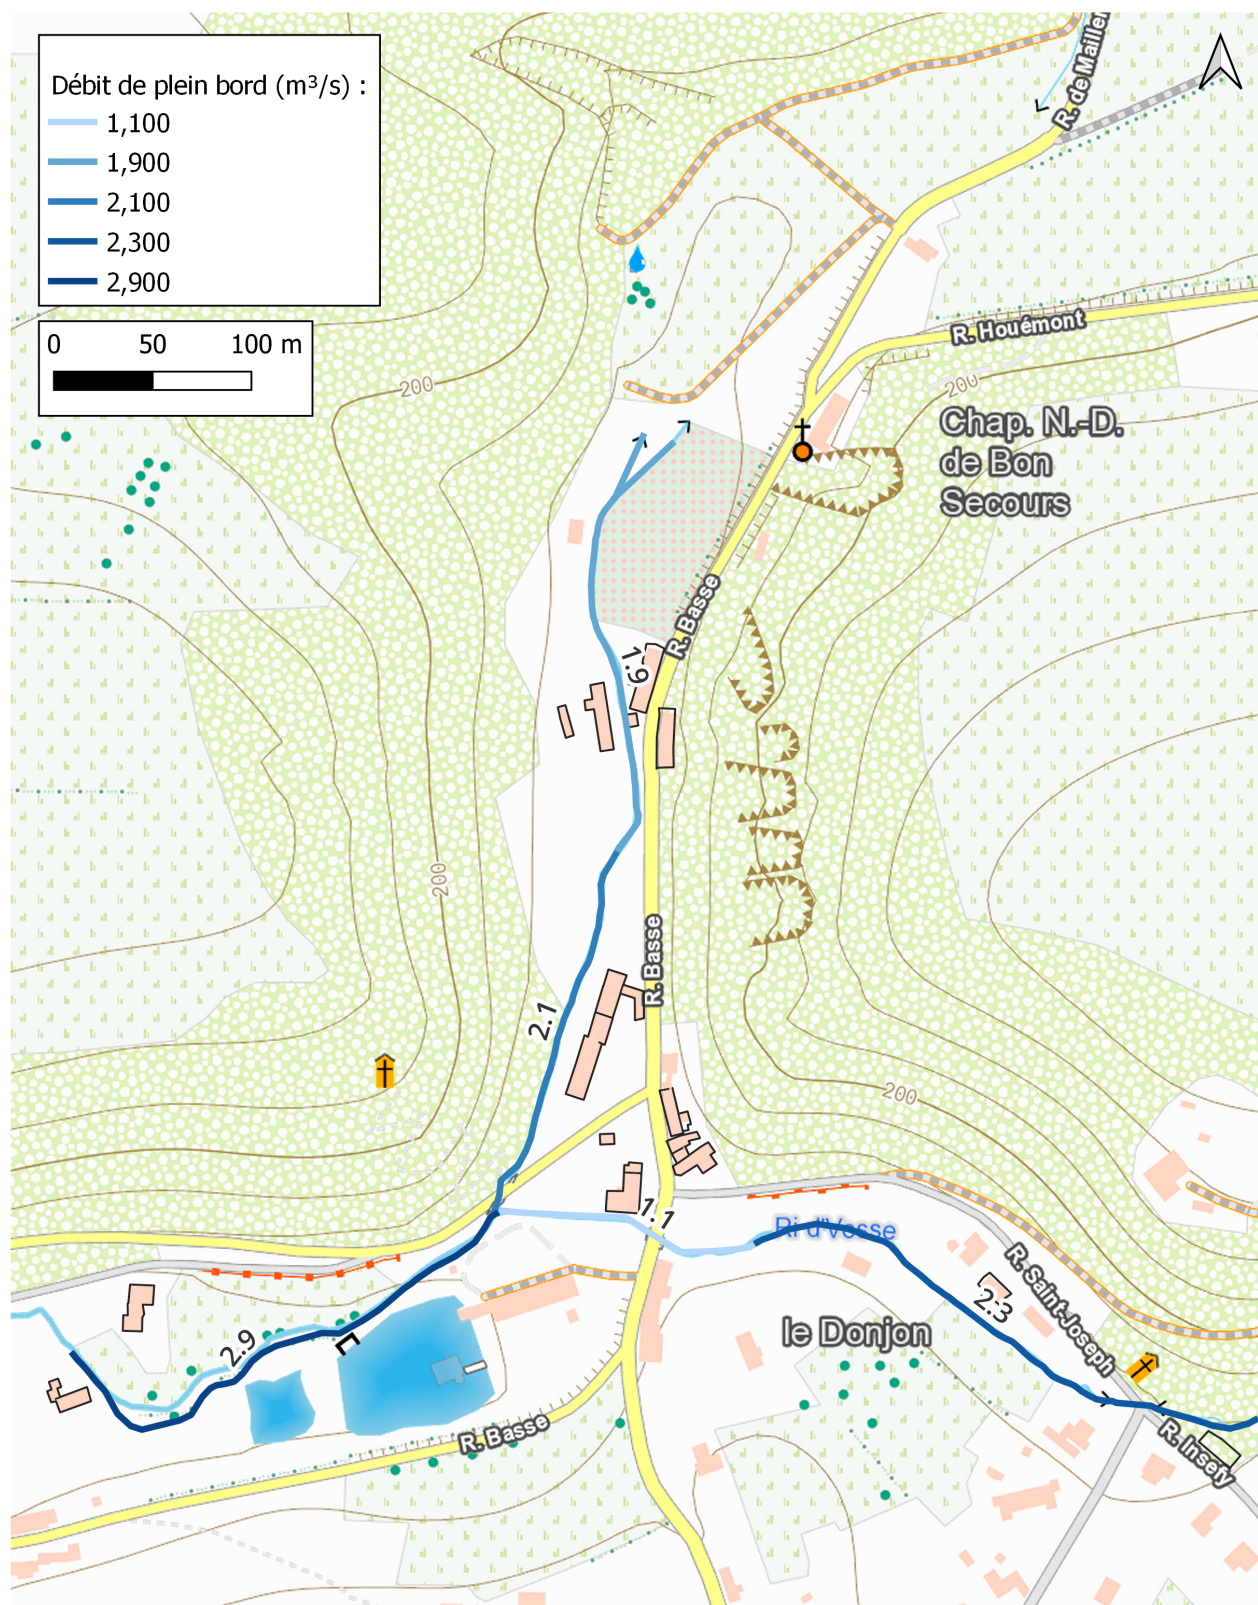 Débit de plein bord (m³/s) :
1,100
1,900
2,100
2,300
2,900
0 50 100 m
R. de Mailler
R. Houémont
200
200
Chap. N.-D.
de Bon
Secours
R. Basse
1.9
200
R. Basse
2.1
200
1.1
Ri d'Vosse
R. Saint-Joseph
2.3
le Donjon
2.9
R. Basse
R. Insefy